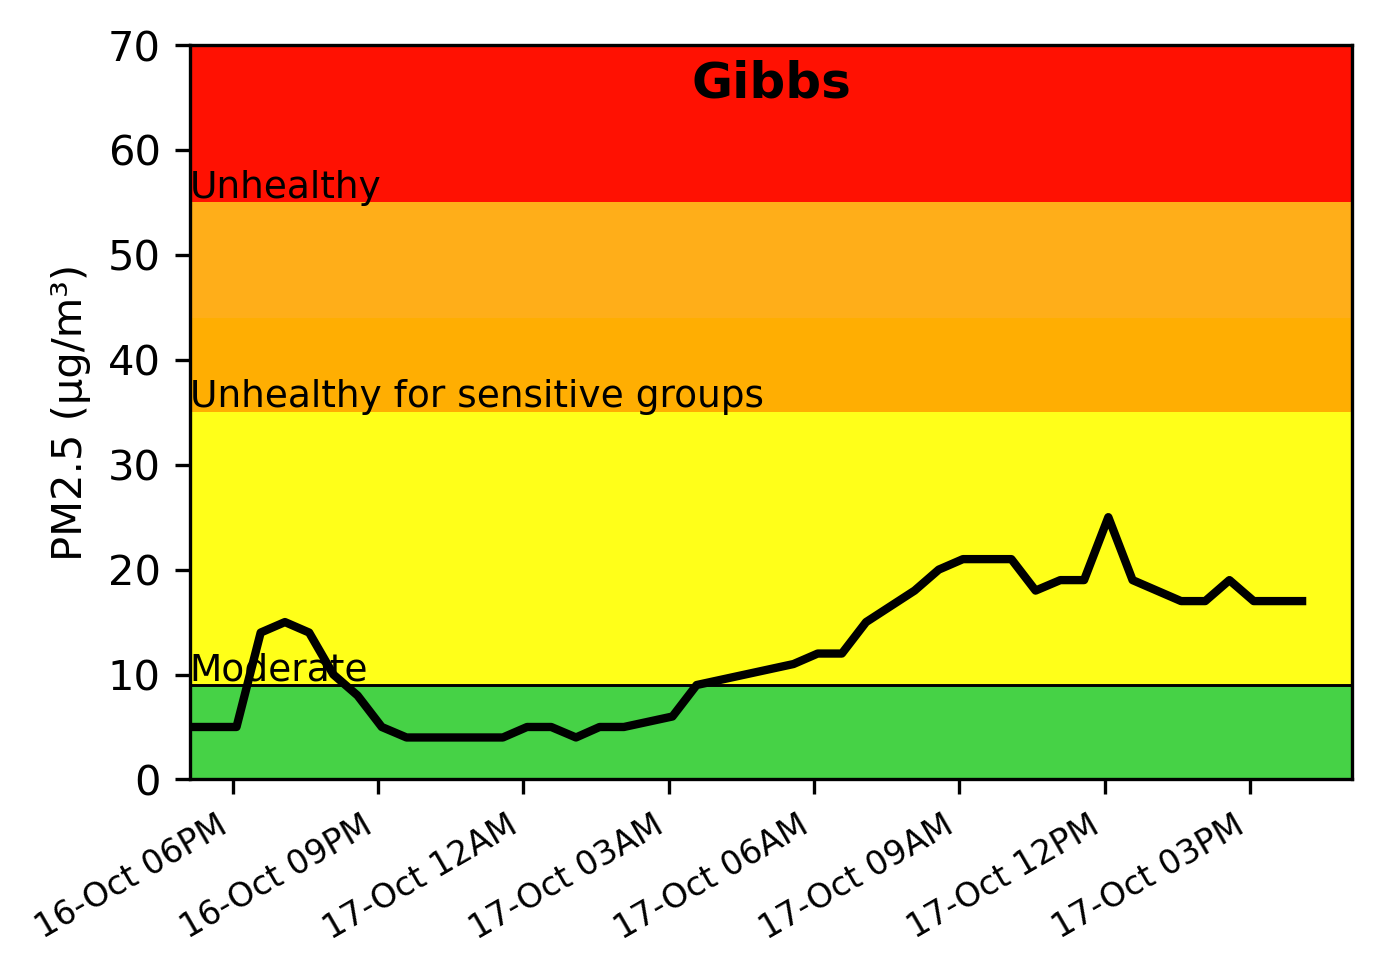 Gibbs
PM2.5 (µg/m³)
70
60
50
40
30
20
10
0
Unhealthy
Unhealthy for sensitive groups
Moderate
16-Oct 06PM
16-Oct 09PM
17-Oct 12AM
17-Oct 03AM
17-Oct 06AM
17-Oct 09AM
17-Oct 12PM
17-Oct 03PM